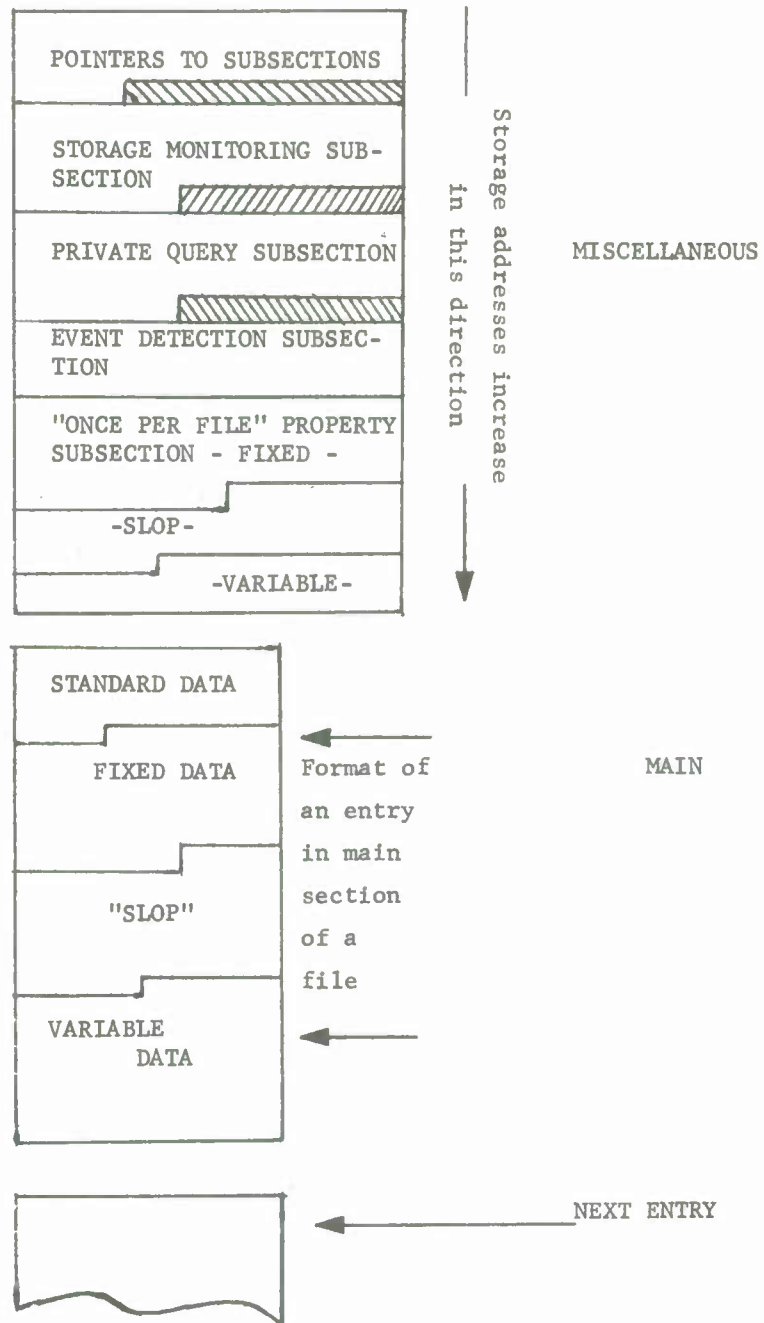 POINTERS TO SUBSECTIONS
STORAGE MONITORING SUB-
SECTION
PRIVATE QUERY SUBSECTION
EVENT DETECTION SUBSEC-
TION
"ONCE PER FILE" PROPERTY
SUBSECTION - FIXED -
-SLOP-
-VARIABLE-
Storage addresses increase
in this direction
MISCELLANEOUS
STANDARD DATA
FIXED DATA
"SLOP"
VARIABLE
DATA
Format of
an entry
in main
section
of a
file
MAIN
NEXT ENTRY